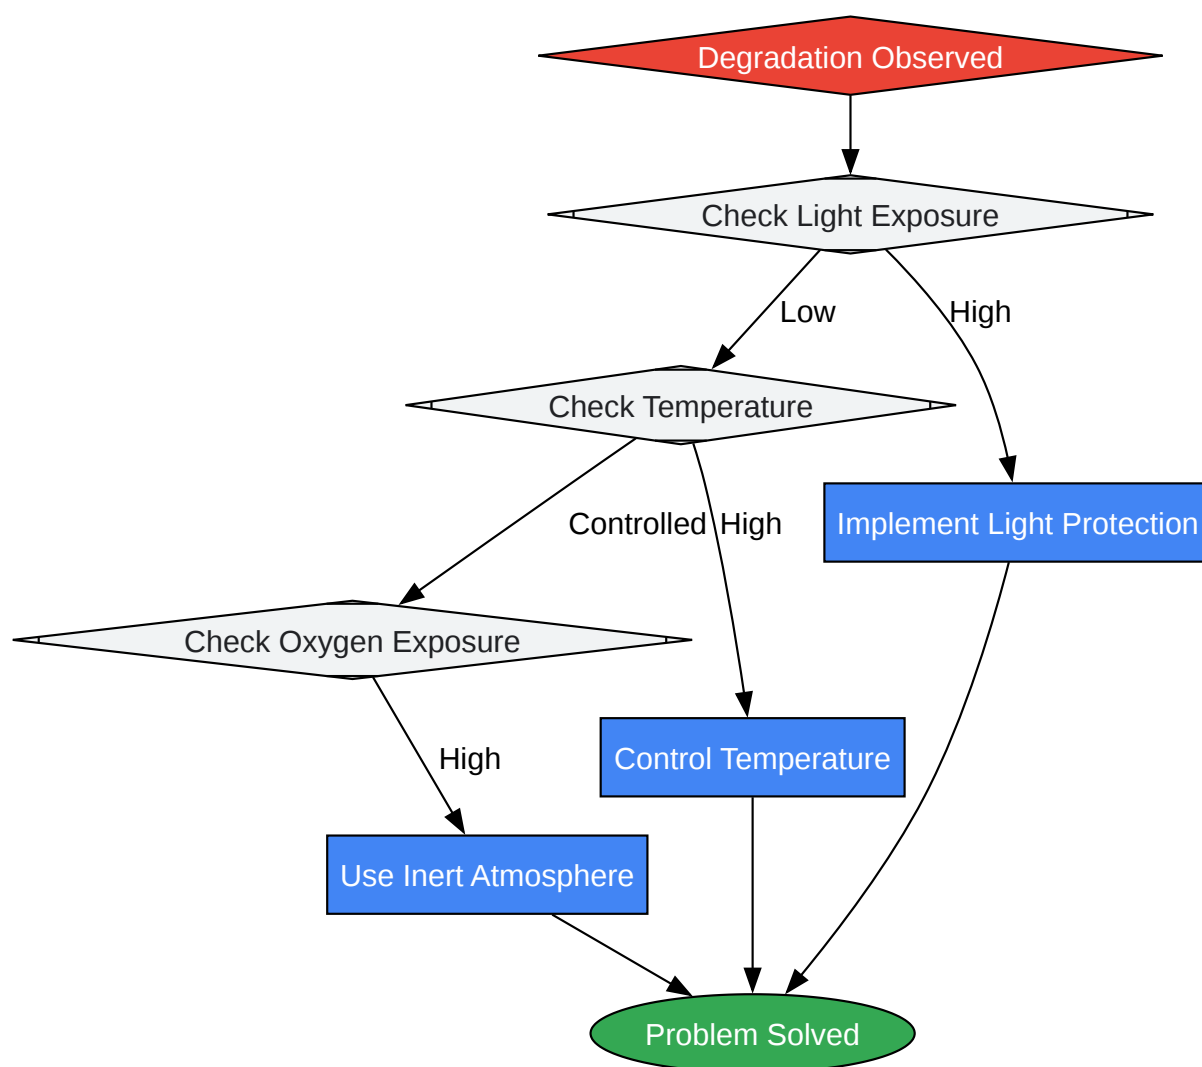 Degradation Observed
Check Light Exposure
Low
High
Check Temperature
Controlled
High
Implement Light Protection
Check Oxygen Exposure
High
Control Temperature
Use Inert Atmosphere
Problem Solved